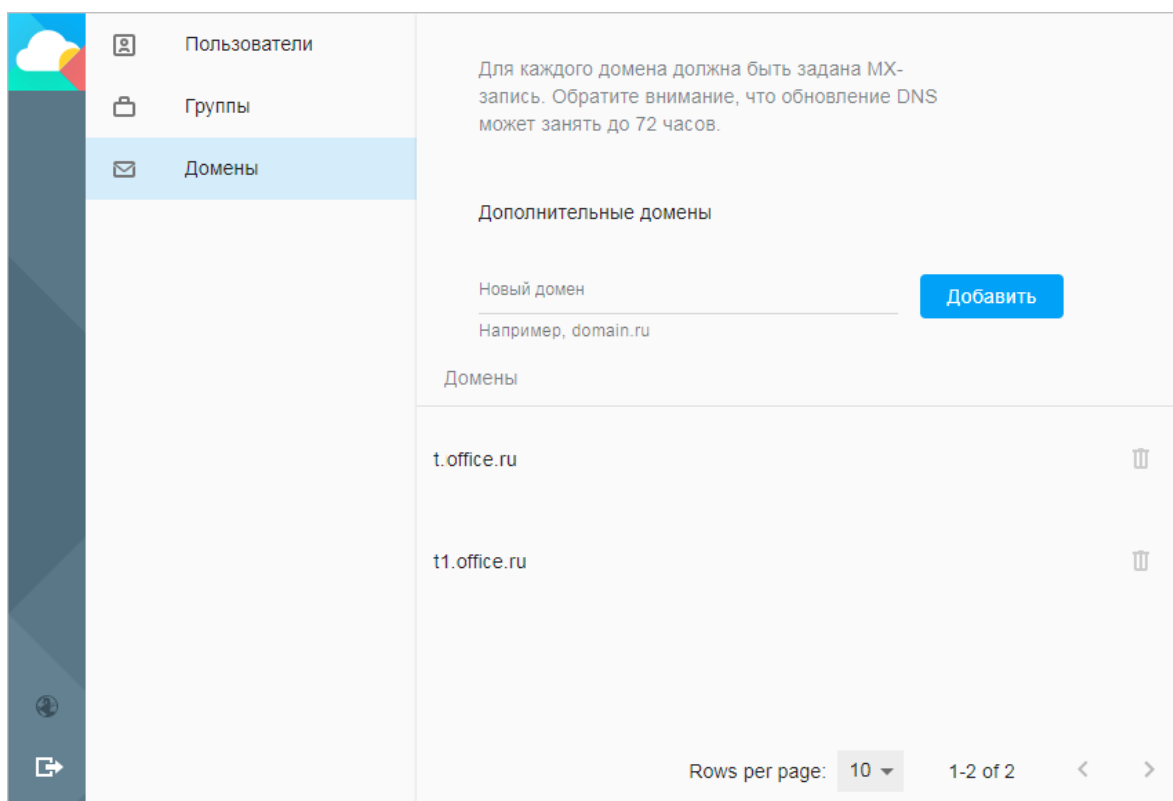 Пользователи
Группы
Домены
Для каждого домена должна быть задана MX-
запись. Обратите внимание, что обновление DNS
может занять до 72 часов.
Дополнительные домены
Новый домен
Добавить
Например, domain.ru
Домены
t.office.ru
t1.office.ru
Rows per page: 10 1-2 of 2